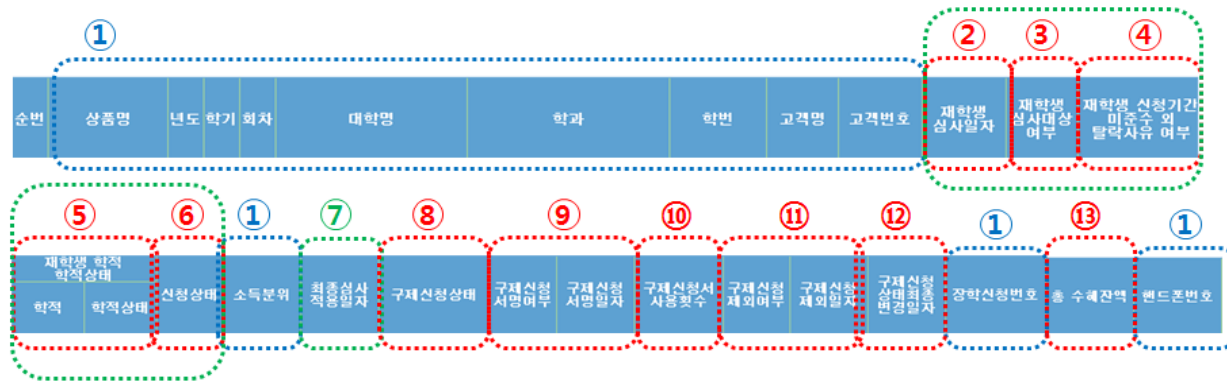 ① ② ③ ④
순번 상품명 년도 학기 회차 대학명 학과 학번 고객명 고객번호 재학생 심사일자 재학생 심사대상 여부 재학생 신청기간 미준수 외 탈락사유 여부
⑤ ⑥ ① ⑦ ⑧ ⑨ ⑩ ⑪ ⑫ ① ⑬ ①
재학생 학적
학적상태
학적 학적상태 신청상태 소득분위 최종심사 적용일자 구제신청상태 구제신청 서명여부 구제신청 서명일자 구제신청서 사용횟수 구제신청 제외여부 구제신청 제외일자 구제신청 상태최종 변경일자 장학신청번호 총 수혜잔액 핸드폰번호